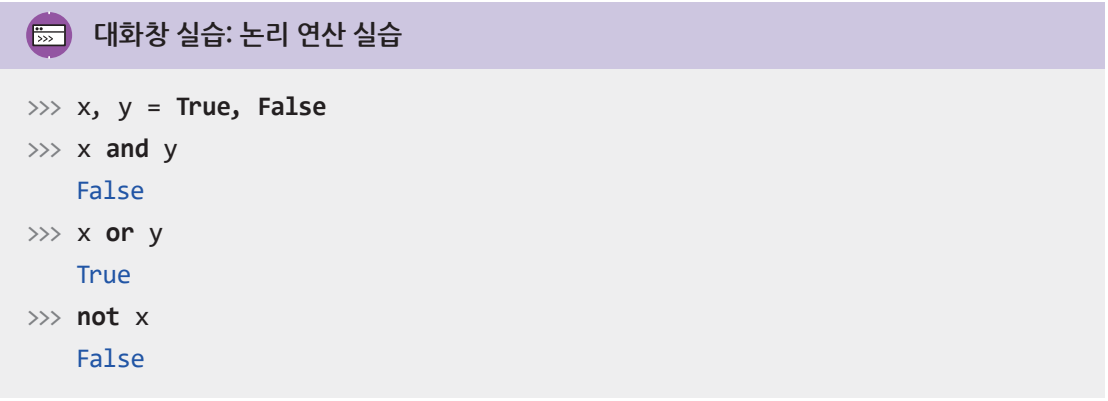 >>>
대화창 실습: 논리 연산 실습
>>> x, y = True, False
>>> x and y
False
>>> x or y
True
>>> not x
False